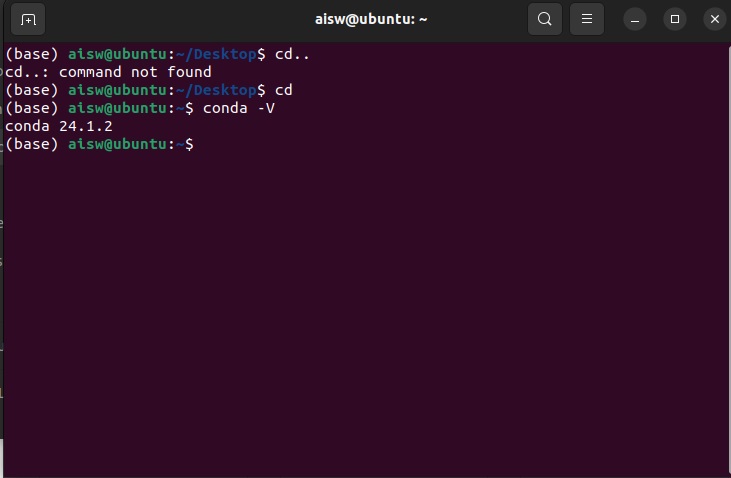 aisw@ubuntu: ~
(base) aisw@ubuntu:~/Desktop$ cd..
cd..: command not found
(base) aisw@ubuntu:~/Desktop$ cd
(base) aisw@ubuntu:~$ conda -V
conda 24.1.2
(base) aisw@ubuntu:~$